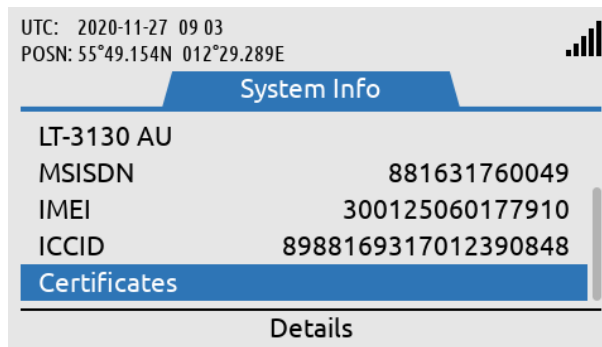 UTC: 2020-11-27 09 03
POSN: 55°49.154N 012°29.289E
System Info
LT-3130 AU
MSISDN 881631760049
IMEI 300125060177910
ICCID 8988169317012390848
Certificates
Details